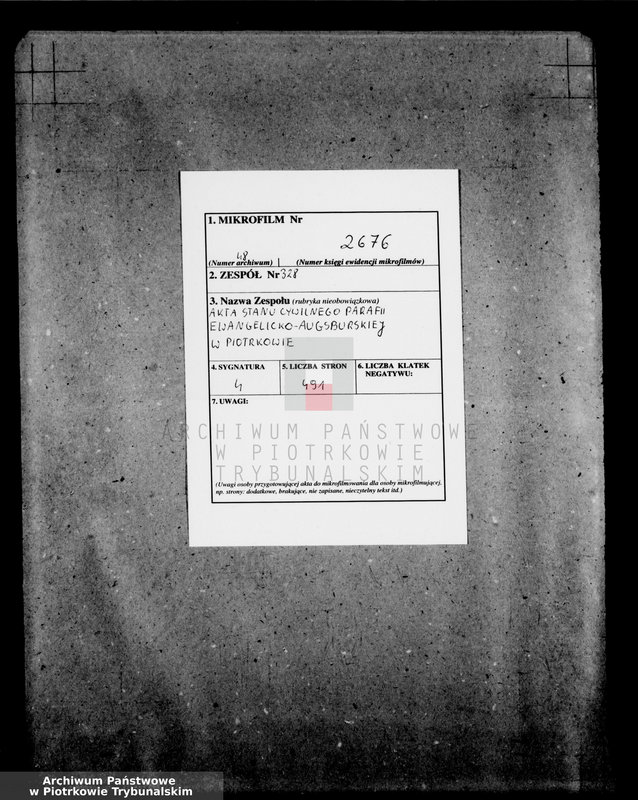 1. MIKROFILM Nr
48 2676
(Numer archiwum) (Numer księgi ewidencji mikrofilmów)
2. ZESPÓŁ Nr 328
3. Nazwa Zespołu (rubryka nieobowiązkowa)
AKTA STANU CYWILNEGO PARAFII
EWANGELICKO-AUGSBURSKIEJ
W PIOTRKOWIE
4. SYGNATURA 5. LICZBA STRON 6. LICZBA KLATEK
NEGATYWU:
4 491
7. UWAGI:
ARCHIWUM PAŃSTWOWE
W PIOTRKOWIE
TRYBUNALSKIM
(Uwagi osoby przygotowującej akta do mikrofilmowania dla osoby mikrofilmującej,
np. strony: dodatkowe, brakujące, nie zapisane, nieczytelny tekst itd.)
Archiwum Państwowe
w Piotrkowie Trybunalskim